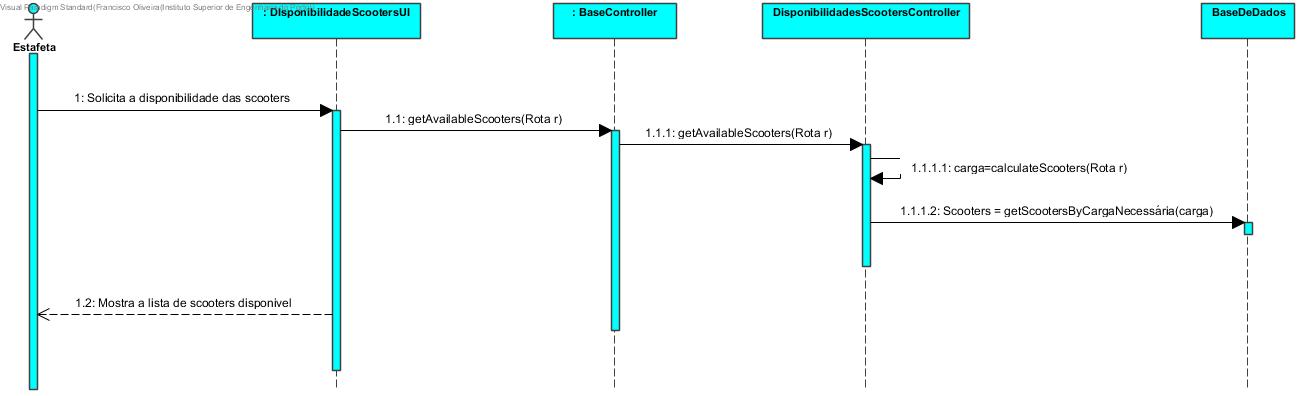 Visual Paradigm Standard(Francisco Oliveira(Instituto Superior de Engenharia do Porto))
: DisponibilidadeScootersUI
: BaseController
DisponibilidadesScootersController
BaseDeDados
Estafeta
1: Solicita a disponibilidade das scooters
1.1: getAvailableScooters(Rota r)
1.1.1: getAvailableScooters(Rota r)
1.1.1.1: carga=calculateScooters(Rota r)
1.1.1.2: Scooters = getScootersByCargaNecessária(carga)
1.2: Mostra a lista de scooters disponivel